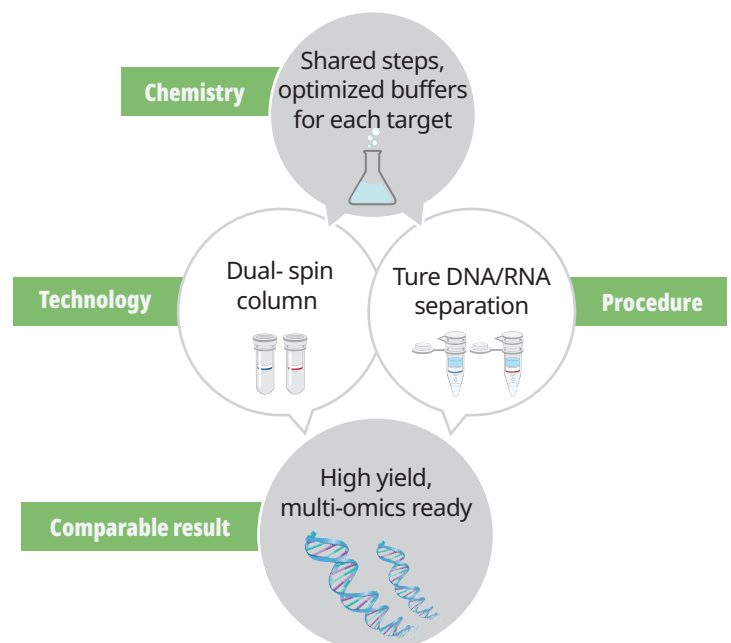 Chemistry
Shared steps,
optimized buffers
for each target
Technology
Dual- spin
column
Ture DNA/RNA
separation
Procedure
Comparable result
High yield,
multi-omics ready